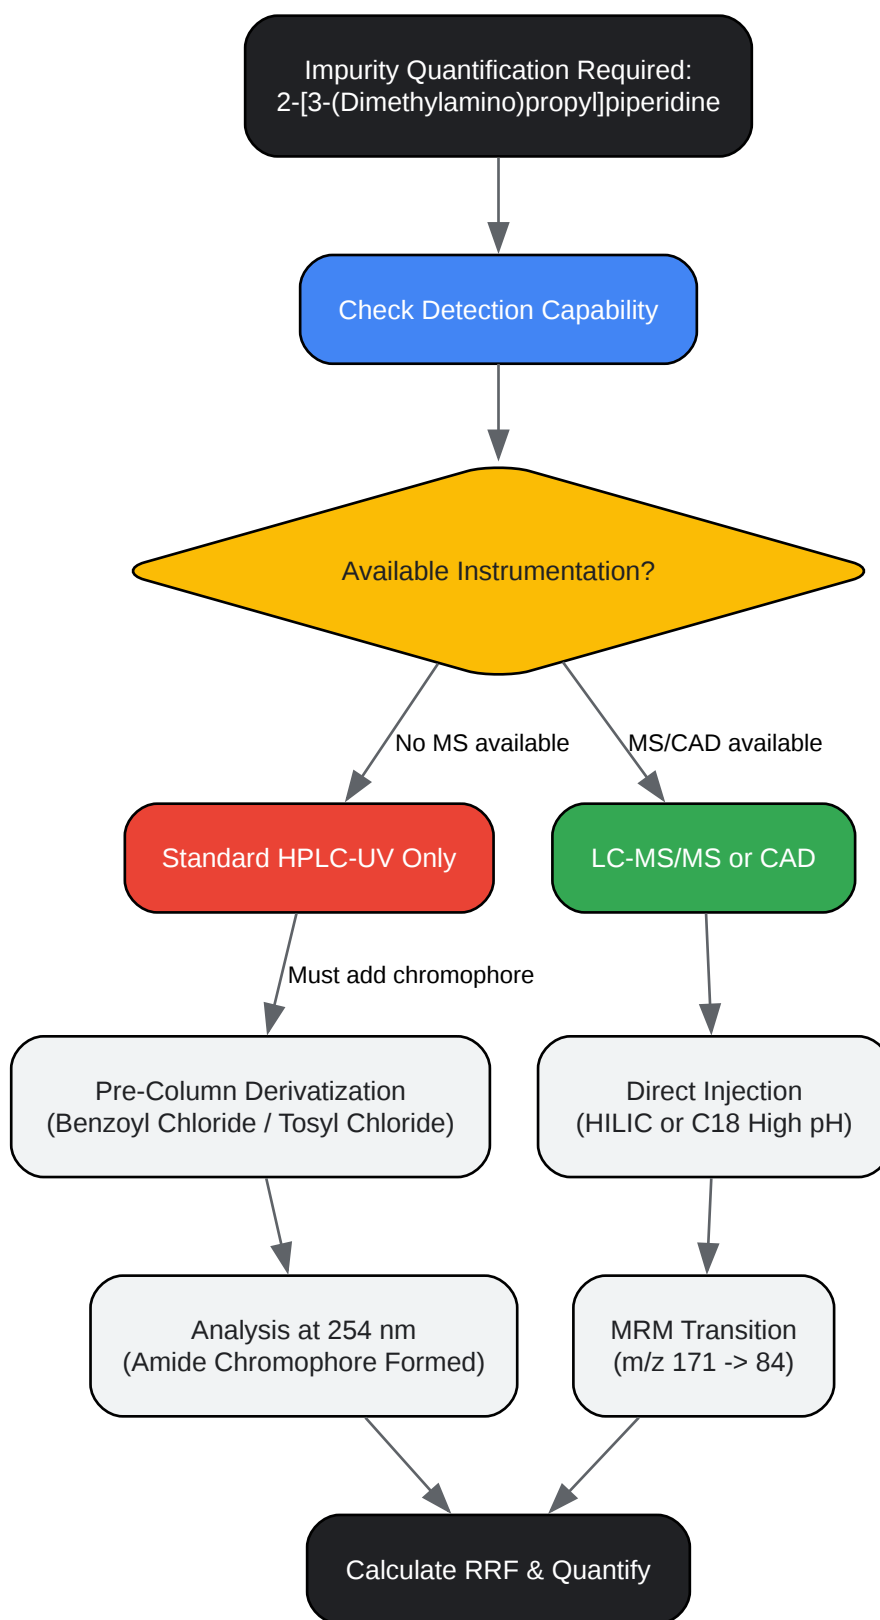 Impurity Quantification Required:
2-[3-(Dimethylamino)propyl]piperidine
Check Detection Capability
Available Instrumentation?
No MS available
MS/CAD available
Standard HPLC-UV Only
LC-MS/MS or CAD
Must add chromophore
Pre-Column Derivatization
(Benzoyl Chloride / Tosyl Chloride)
Direct Injection
(HILIC or C18 High pH)
Analysis at 254 nm
(Amide Chromophore Formed)
MRM Transition
(m/z 171 -> 84)
Calculate RRF & Quantify